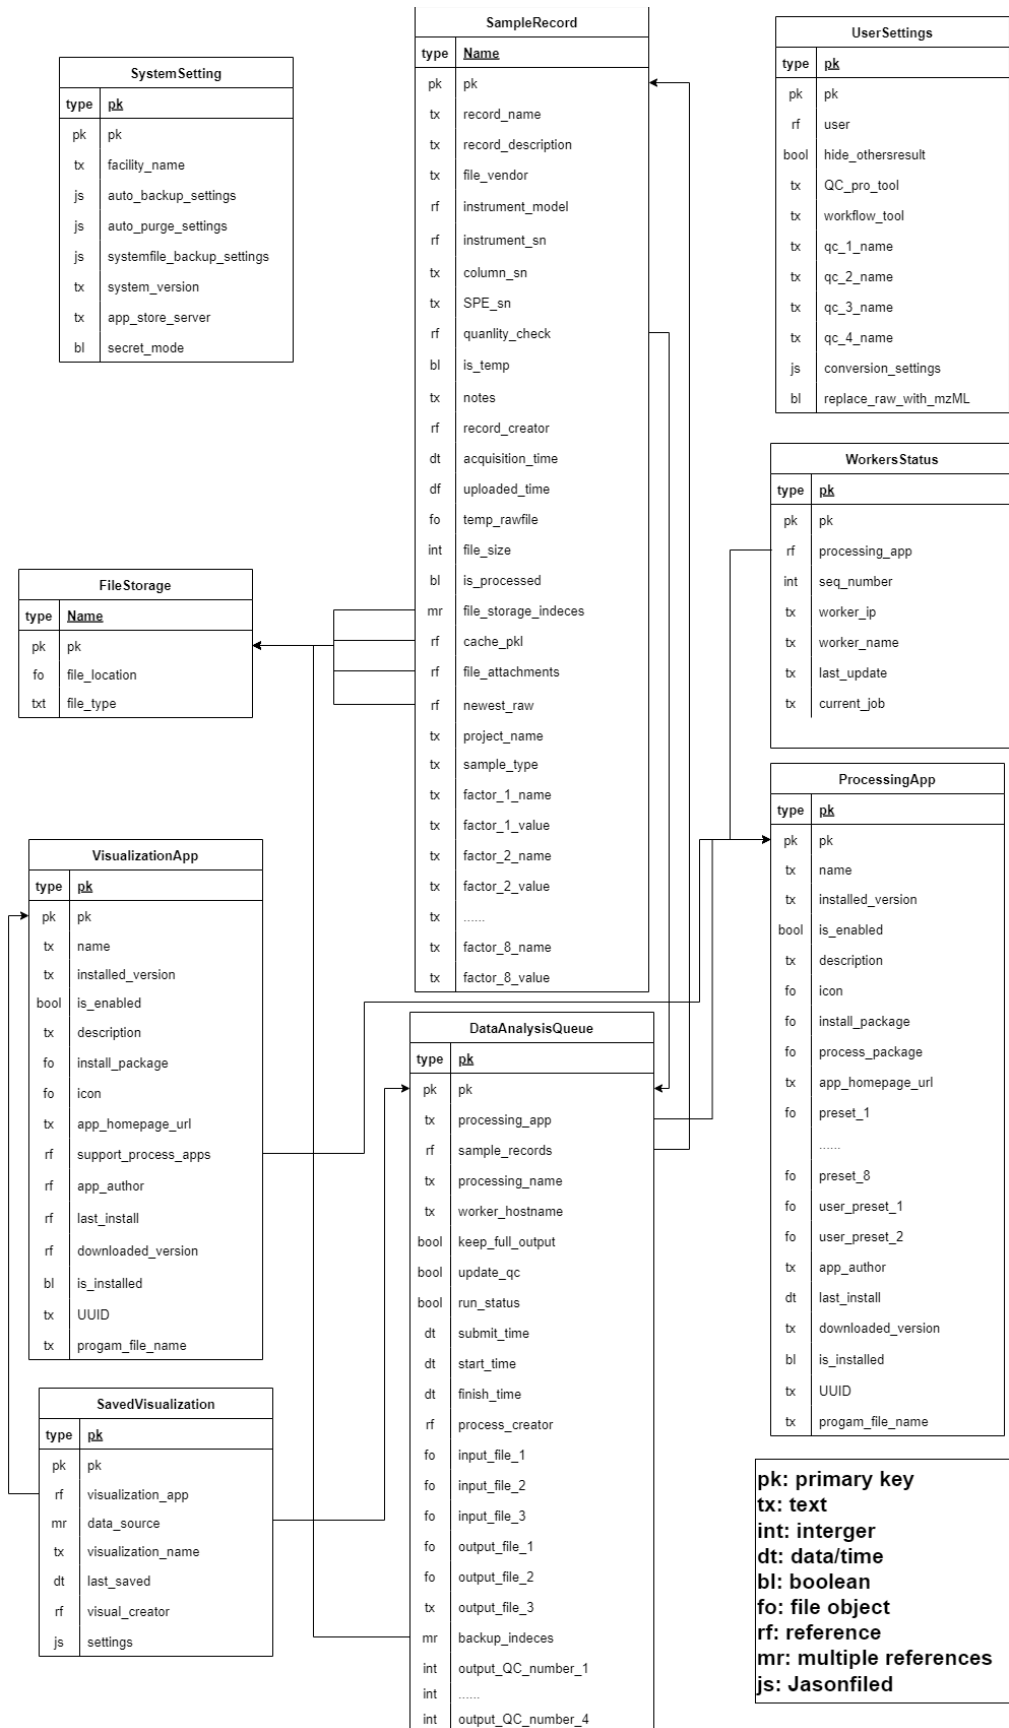 SystemSetting
type pk
pk pk
tx facility_name
js auto_backup_settings
js auto_purge_settings
js systemfile_backup_settings
tx system_version
tx app_store_server
bl secret_mode
SampleRecord
type Name
pk pk
tx record_name
tx record_description
tx file_vendor
rf instrument_model
rf instrument_sn
tx column_sn
tx SPE_sn
rf quanlity_check
bl is_temp
tx notes
rf record_creator
dt acquisition_time
df uploaded_time
fo temp_rawfile
int file_size
bl is_processed
mr file_storage_indeces
rf cache_pkl
rf file_attachments
rf newest_raw
tx project_name
tx sample_type
tx factor_1_name
tx factor_1_value
tx factor_2_name
tx factor_2_value
tx ......
tx factor_8_name
tx factor_8_value
UserSettings
type pk
pk pk
rf user
bool hide_othersresult
tx QC_pro_tool
tx workflow_tool
tx qc_1_name
tx qc_2_name
tx qc_3_name
tx qc_4_name
js conversion_settings
bl replace_raw_with_mzML
WorkersStatus
type pk
pk pk
rf processing_app
int seq_number
tx worker_ip
tx worker_name
tx last_update
tx current_job
FileStorage
type Name
pk pk
fo file_location
txt file_type
ProcessingApp
type pk
pk pk
tx name
tx installed_version
bool is_enabled
tx description
fo icon
fo install_package
fo process_package
tx app_homepage_url
fo preset_1
......
fo preset_8
fo user_preset_1
fo user_preset_2
tx app_author
dt last_install
tx downloaded_version
bl is_installed
tx UUID
tx progam_file_name
VisualizationApp
type pk
pk pk
tx name
tx installed_version
bool is_enabled
tx description
fo install_package
fo icon
tx app_homepage_url
rf support_process_apps
rf app_author
rf last_install
rf downloaded_version
bl is_installed
tx UUID
tx progam_file_name
DataAnalysisQueue
type pk
pk pk
tx processing_app
rf sample_records
tx processing_name
tx worker_hostname
bool keep_full_output
bool update_qc
bool run_status
dt submit_time
dt start_time
dt finish_time
rf process_creator
fo input_file_1
fo input_file_2
fo input_file_3
fo output_file_1
fo output_file_2
tx output_file_3
mr backup_indeces
int output_QC_number_1
int ......
int output_QC_number_4
SavedVisualization
type pk
pk pk
rf visualization_app
mr data_source
tx visualization_name
dt last_saved
rf visual_creator
js settings
pk: primary key
tx: text
int: interger
dt: data/time
bl: boolean
fo: file object
rf: reference
mr: multiple references
js: Jasonfiled